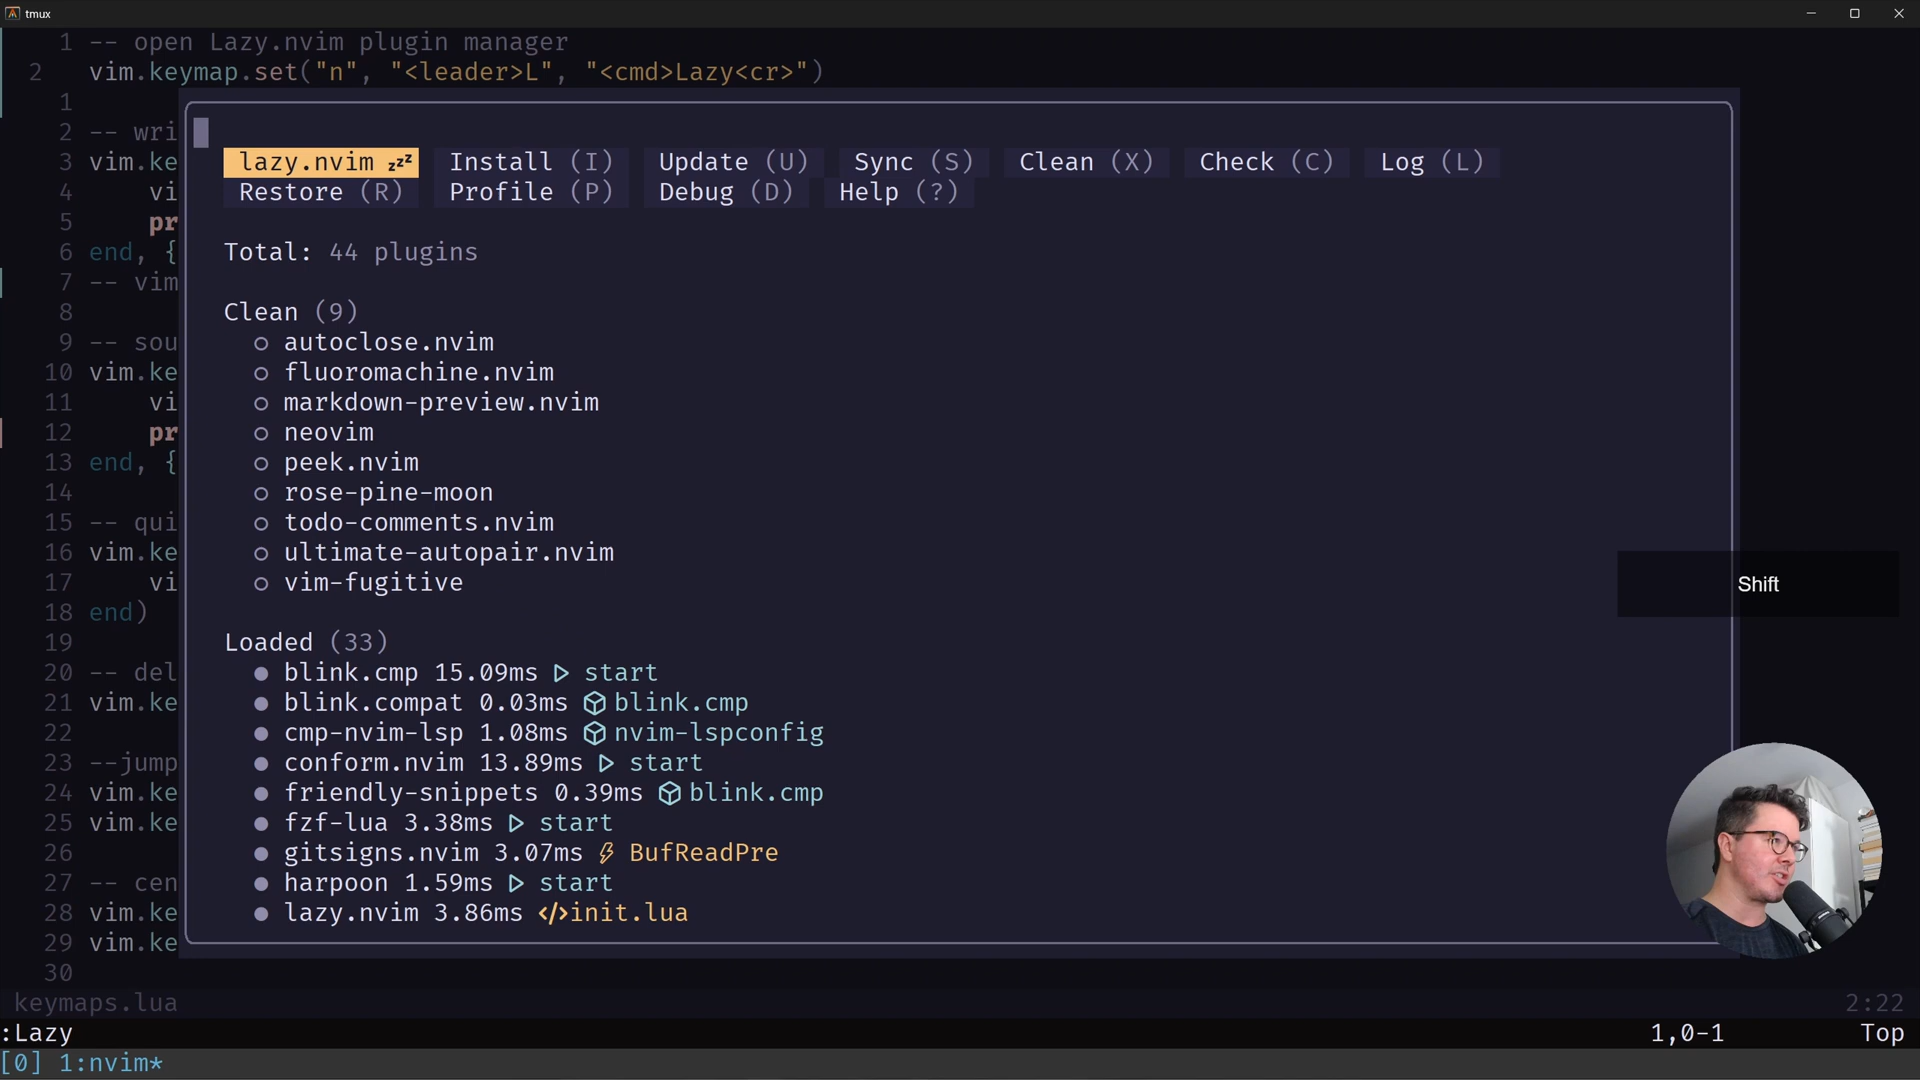 tmux
1 -- open Lazy.nvim plugin manager
2 vim.keymap.set("n", "<leader>L", "<cmd>Lazy<cr>")
1
2 -- wri
3 vim.ke
4 vi
5 pr
6 end, {
7 -- vim
8
9 -- sou
10 vim.ke
11 vi
12 pr
13 end, {
14
15 -- qui
16 vim.ke
17 vi
18 end)
19
20 -- del
21 vim.ke
22
23 --jump
24 vim.ke
25 vim.ke
26
27 -- cen
28 vim.ke
29 vim.ke
30
lazy.nvim zzz Install (I) Update (U) Sync (S) Clean (X) Check (C) Log (L)
Restore (R) Profile (P) Debug (D) Help (?)
Total: 44 plugins
Clean (9)
○ autoclose.nvim
○ fluoromachine.nvim
○ markdown-preview.nvim
○ neovim
○ peek.nvim
○ rose-pine-moon
○ todo-comments.nvim
○ ultimate-autopair.nvim
○ vim-fugitive
Loaded (33)
● blink.cmp 15.09ms start
● blink.compat 0.03ms blink.cmp
● cmp-nvim-lsp 1.08ms nvim-lspconfig
● conform.nvim 13.89ms start
● friendly-snippets 0.39ms blink.cmp
● fzf-lua 3.38ms start
● gitsigns.nvim 3.07ms BufReadPre
● harpoon 1.59ms start
● lazy.nvim 3.86ms </>init.lua
Shift
keymaps.lua 2:22
:Lazy 1,0-1 Top
[0] 1:nvim*